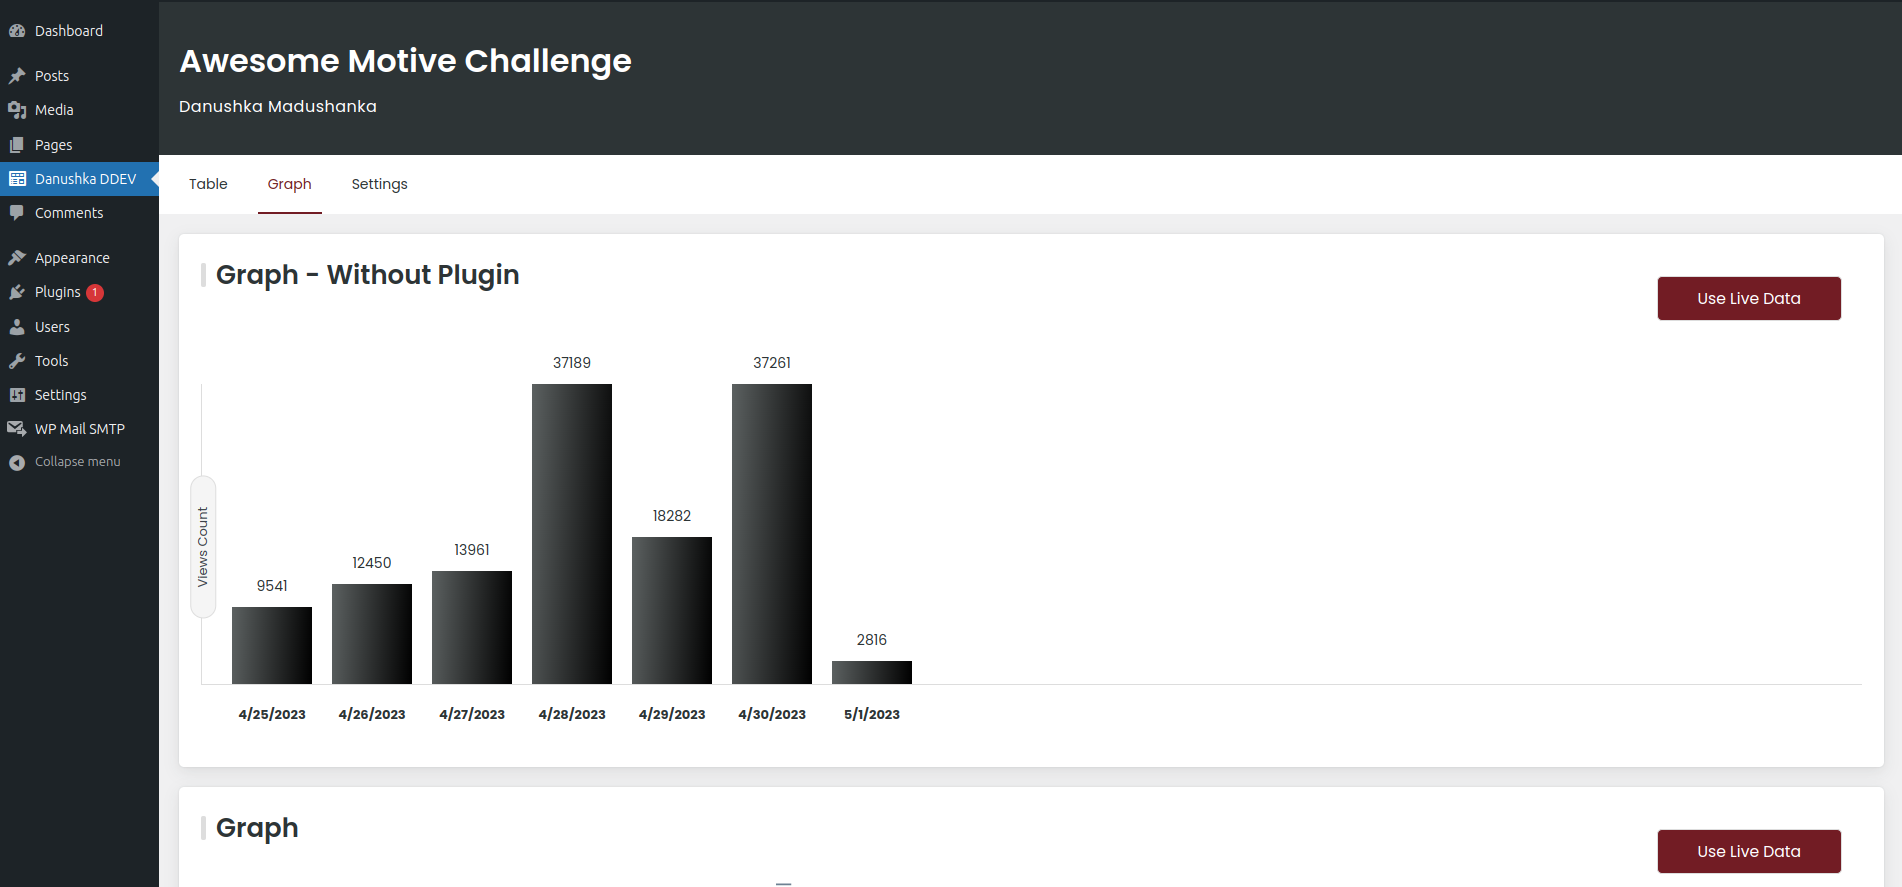 Dashboard
Posts
Media
Pages
Danushka DDEV
Comments
Appearance
Plugins 1
Users
Tools
Settings
WP Mail SMTP
Collapse menu
Awesome Motive Challenge
Danushka Madushanka
Table Graph Settings
Graph - Without Plugin
Use Live Data
Views Count
9541 12450 13961 37189 18282 37261 2816
4/25/2023 4/26/2023 4/27/2023 4/28/2023 4/29/2023 4/30/2023 5/1/2023
Graph
Use Live Data